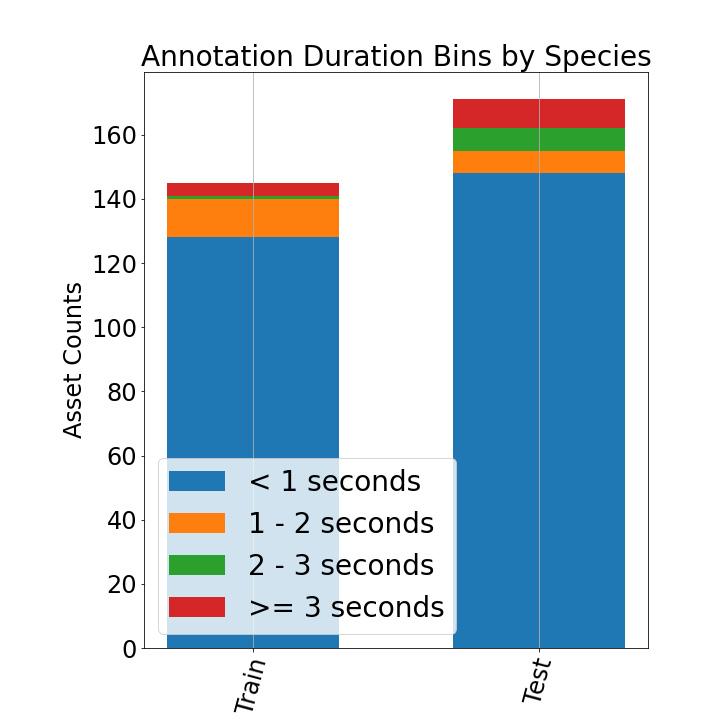 Annotation Duration Bins by Species
Asset Counts
160
140
120
100
80
60
40
20
0
< 1 seconds
1 - 2 seconds
2 - 3 seconds
>= 3 seconds
Train
Test